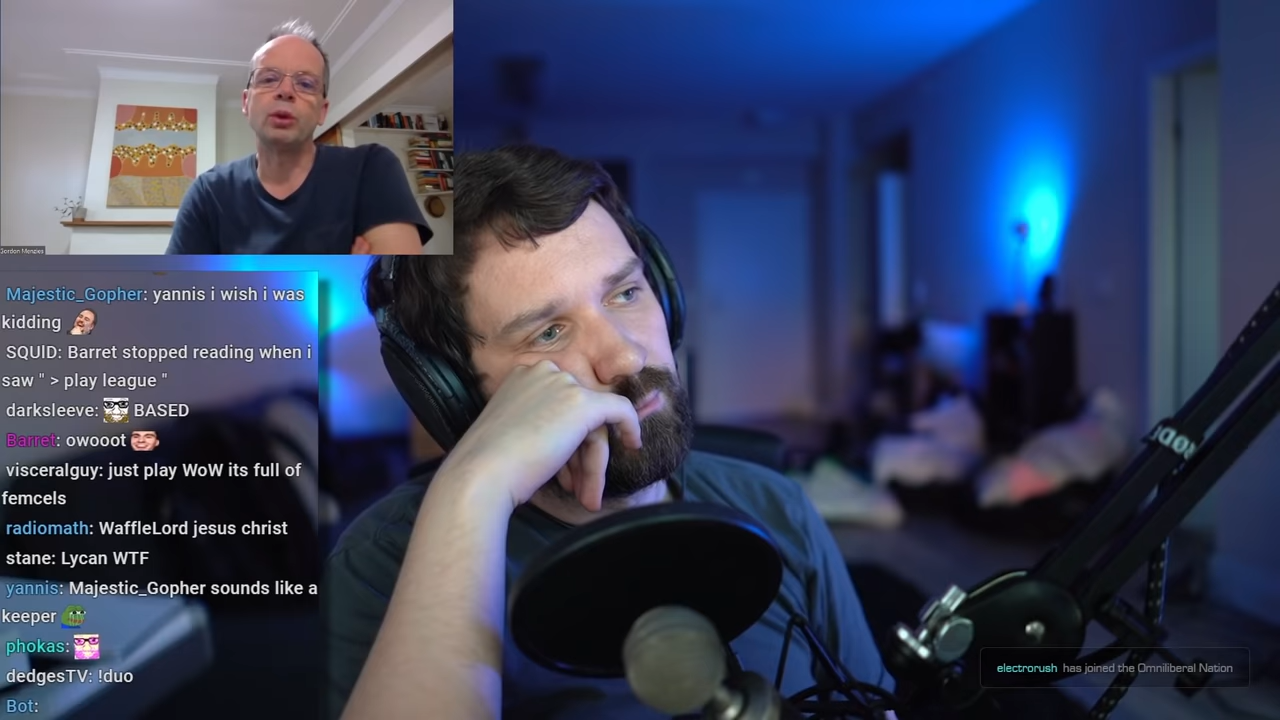 Gordon Menzies
Majestic_Gopher: yannis i wish i was
kidding
SQUID: Barret stopped reading when i
saw " > play league "
darksleeve: BASED
Barret: owooot
visceralguy: just play WoW its full of
femcels
radiomath: WaffleLord jesus christ
stane: Lycan WTF
yannis: Majestic_Gopher sounds like a
keeper
phokas:
dedgesTV: !duo
Bot:
electrorush has joined the Omniliberal Nation